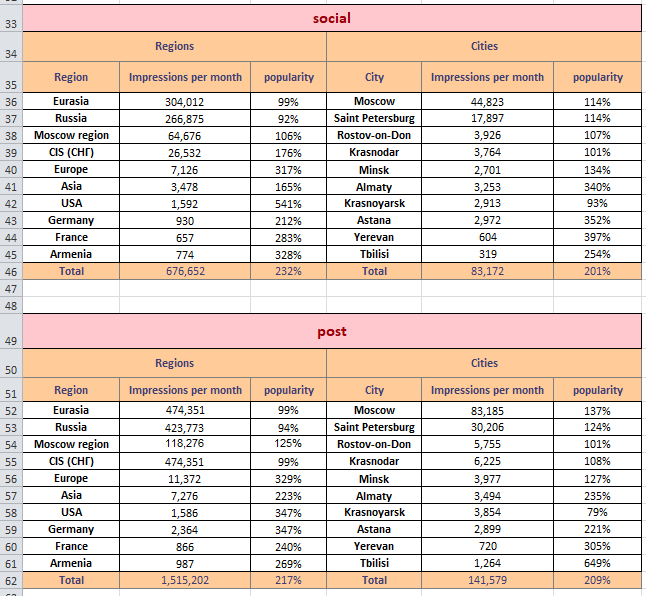 33 social
34 Regions Cities
35 Region Impressions per month popularity City Impressions per month popularity
36 Eurasia 304,012 99% Moscow 44,823 114%
37 Russia 266,875 92% Saint Petersburg 17,897 114%
38 Moscow region 64,676 106% Rostov-on-Don 3,926 107%
39 CIS (СНГ) 26,532 176% Krasnodar 3,764 101%
40 Europe 7,126 317% Minsk 2,701 134%
41 Asia 3,478 165% Almaty 3,253 340%
42 USA 1,592 541% Krasnoyarsk 2,913 93%
43 Germany 930 212% Astana 2,972 352%
44 France 657 283% Yerevan 604 397%
45 Armenia 774 328% Tbilisi 319 254%
46 Total 676,652 232% Total 83,172 201%
47
48
49 post
50 Regions Cities
51 Region Impressions per month popularity City Impressions per month popularity
52 Eurasia 474,351 99% Moscow 83,185 137%
53 Russia 423,773 94% Saint Petersburg 30,206 124%
54 Moscow region 118,276 125% Rostov-on-Don 5,755 101%
55 CIS (СНГ) 474,351 99% Krasnodar 6,225 108%
56 Europe 11,372 329% Minsk 3,977 127%
57 Asia 7,276 223% Almaty 3,494 235%
58 USA 1,586 347% Krasnoyarsk 3,854 79%
59 Germany 2,364 347% Astana 2,899 221%
60 France 866 240% Yerevan 720 305%
61 Armenia 987 269% Tbilisi 1,264 649%
62 Total 1,515,202 217% Total 141,579 209%